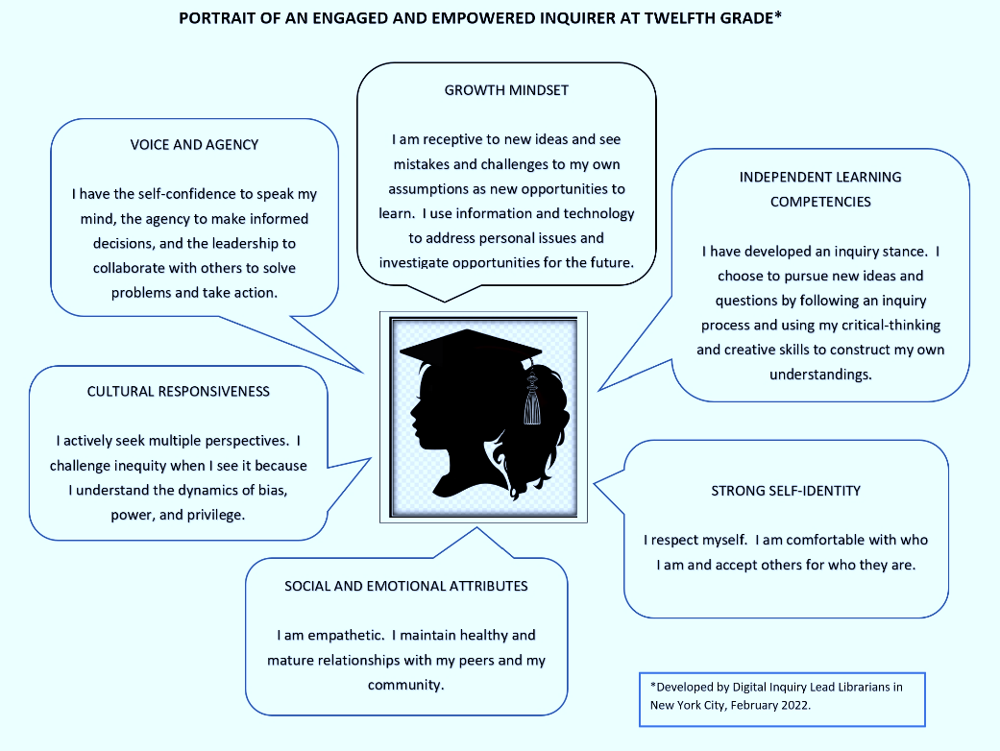 PORTRAIT OF AN ENGAGED AND EMPOWERED INQUIRER AT TWELFTH GRADE*
GROWTH MINDSET
I am receptive to new ideas and see
mistakes and challenges to my own
assumptions as new opportunities to
learn.  I use information and technology
to address personal issues and
investigate opportunities for the future.
VOICE AND AGENCY
I have the self-confidence to speak my
mind, the agency to make informed
decisions, and the leadership to
collaborate with others to solve
problems and take action.
INDEPENDENT LEARNING
COMPETENCIES
I have developed an inquiry stance.  I
choose to pursue new ideas and
questions by following an inquiry
process and using my critical-thinking
and creative skills to construct my own
understandings.
CULTURAL RESPONSIVENESS
I actively seek multiple perspectives.  I
challenge inequity when I see it because
I understand the dynamics of bias,
power, and privilege.
STRONG SELF-IDENTITY
I respect myself.  I am comfortable with who
I am and accept others for who they are.
SOCIAL AND EMOTIONAL ATTRIBUTES
I am empathetic.  I maintain healthy and
mature relationships with my peers and my
community.
*Developed by Digital Inquiry Lead Librarians in
New York City, February 2022.